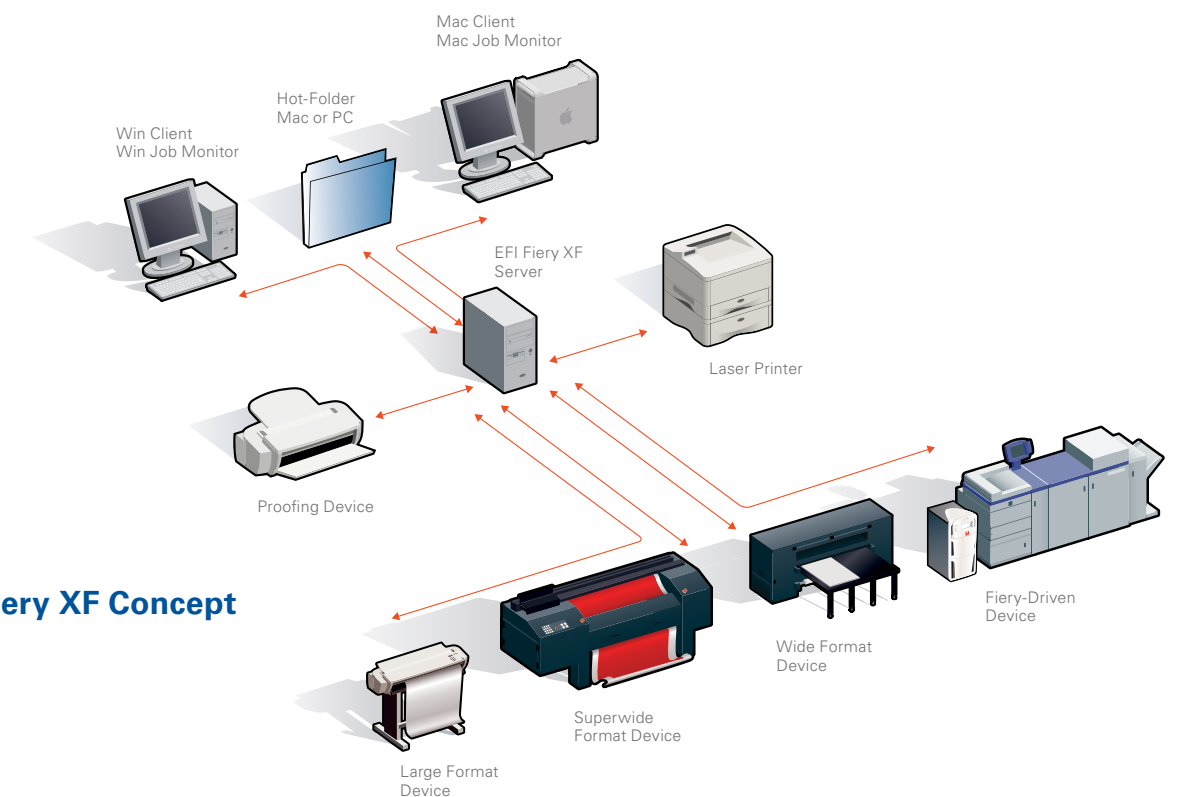 Mac Client
Mac Job Monitor
Hot-Folder
Mac or PC
Win Client
Win Job Monitor
EFI Fiery XF
Server
Laser Printer
Proofing Device
ery XF Concept
Fiery-Driven
Device
Wide Format
Device
Superwide
Format Device
Large Format
Device